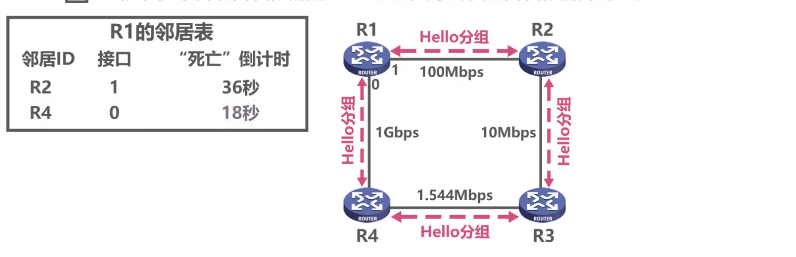 R1的邻居表
邻居ID 接口 “死亡”倒计时
R2 1 36秒
R4 0 18秒
R1 Hello分组 R2
ROUTER 1 100Mbps ROUTER
0
Hello分组 1Gbps 10Mbps Hello分组
1.544Mbps
ROUTER ROUTER
R4 Hello分组 R3